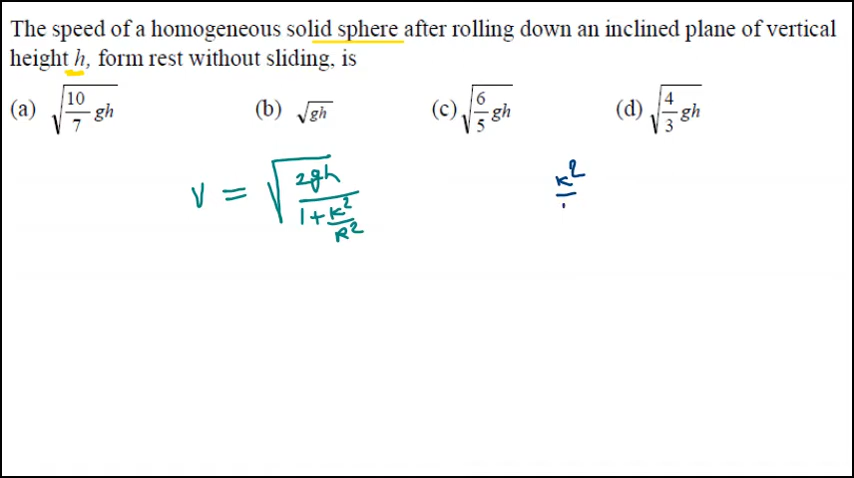 The speed of a homogeneous solid sphere after rolling down an inclined plane of vertical
height h, form rest without sliding, is
(a) √(10/7 gh) (b) √gh (c) √(6/5 gh) (d) √(4/3 gh)
v = √(2gh / (1 + K²/R²)) K²